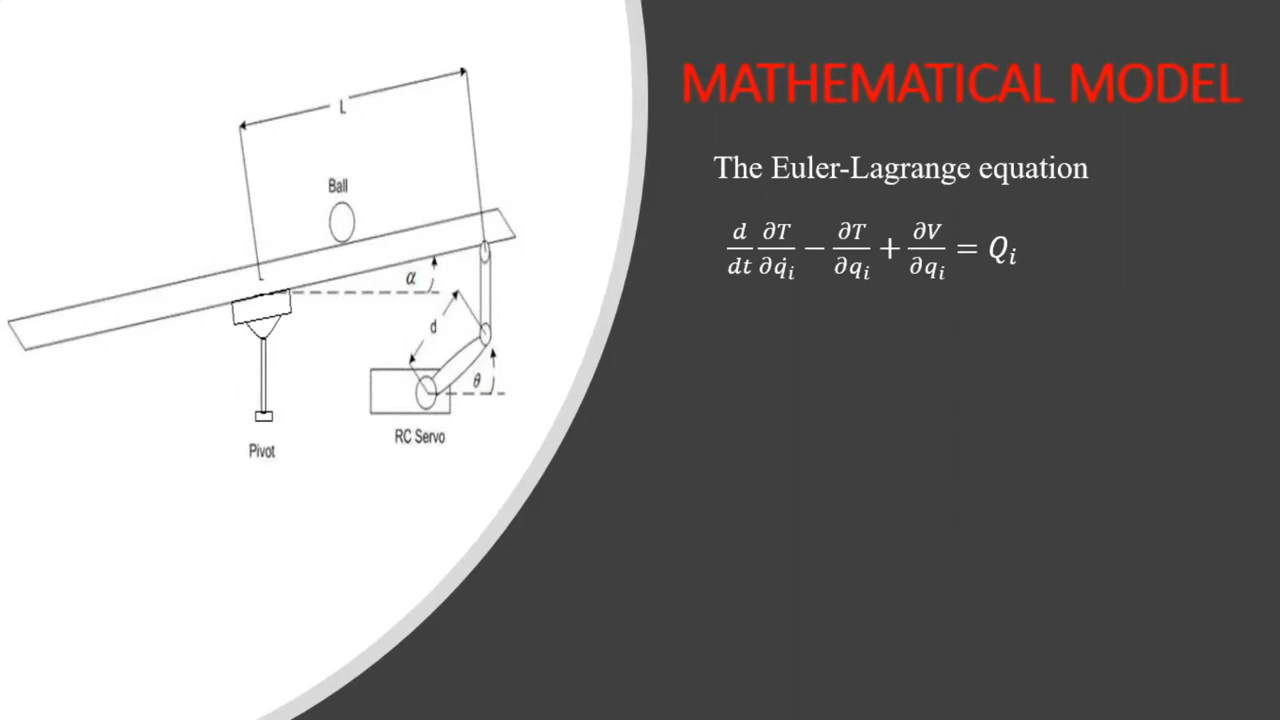 MATHEMATICAL MODEL
The Euler-Lagrange equation
d/dt ∂T/∂q̇ᵢ − ∂T/∂qᵢ + ∂V/∂qᵢ = Qᵢ
L
Ball
α
d
θ
RC Servo
Pivot